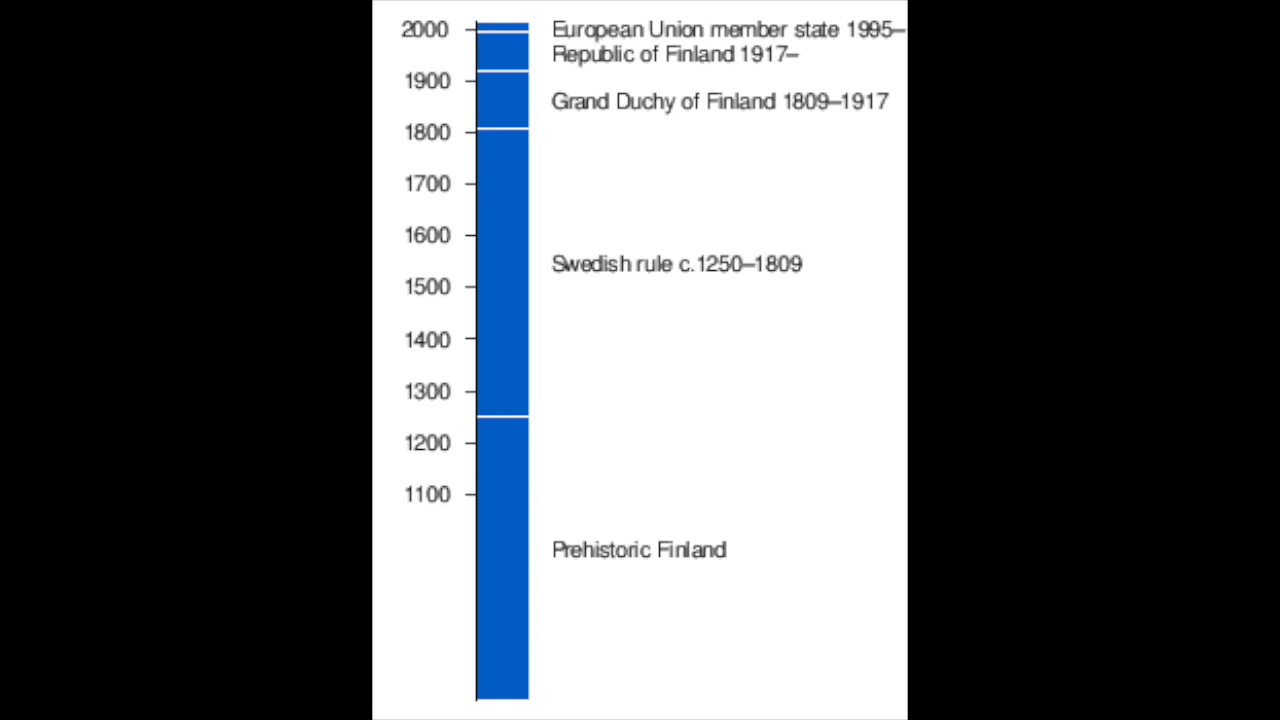 2000 European Union member state 1995–
Republic of Finland 1917–
1900
Grand Duchy of Finland 1809–1917
1800
1700
1600
Swedish rule c.1250–1809
1500
1400
1300
1200
1100
Prehistoric Finland